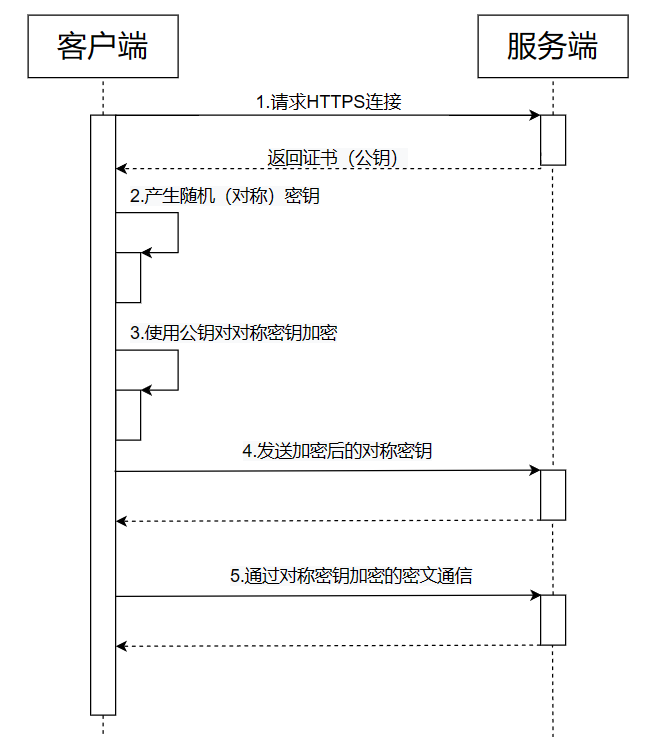 客户端
服务端
1.请求HTTPS连接
返回证书（公钥）
2.产生随机（对称）密钥
3.使用公钥对对称密钥加密
4.发送加密后的对称密钥
5.通过对称密钥加密的密文通信